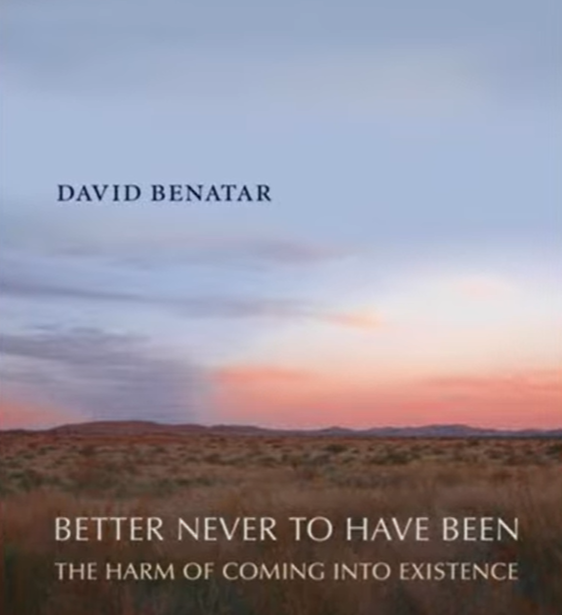 DAVID BENATAR
BETTER NEVER TO HAVE BEEN
THE HARM OF COMING INTO EXISTENCE